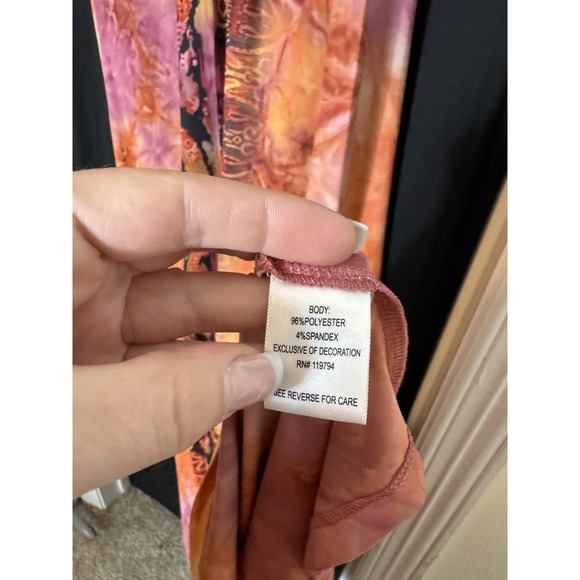 BODY:
96%POLYESTER
4%SPANDEX
EXCLUSIVE OF DECORATION
RN# 119794
SEE REVERSE FOR CARE